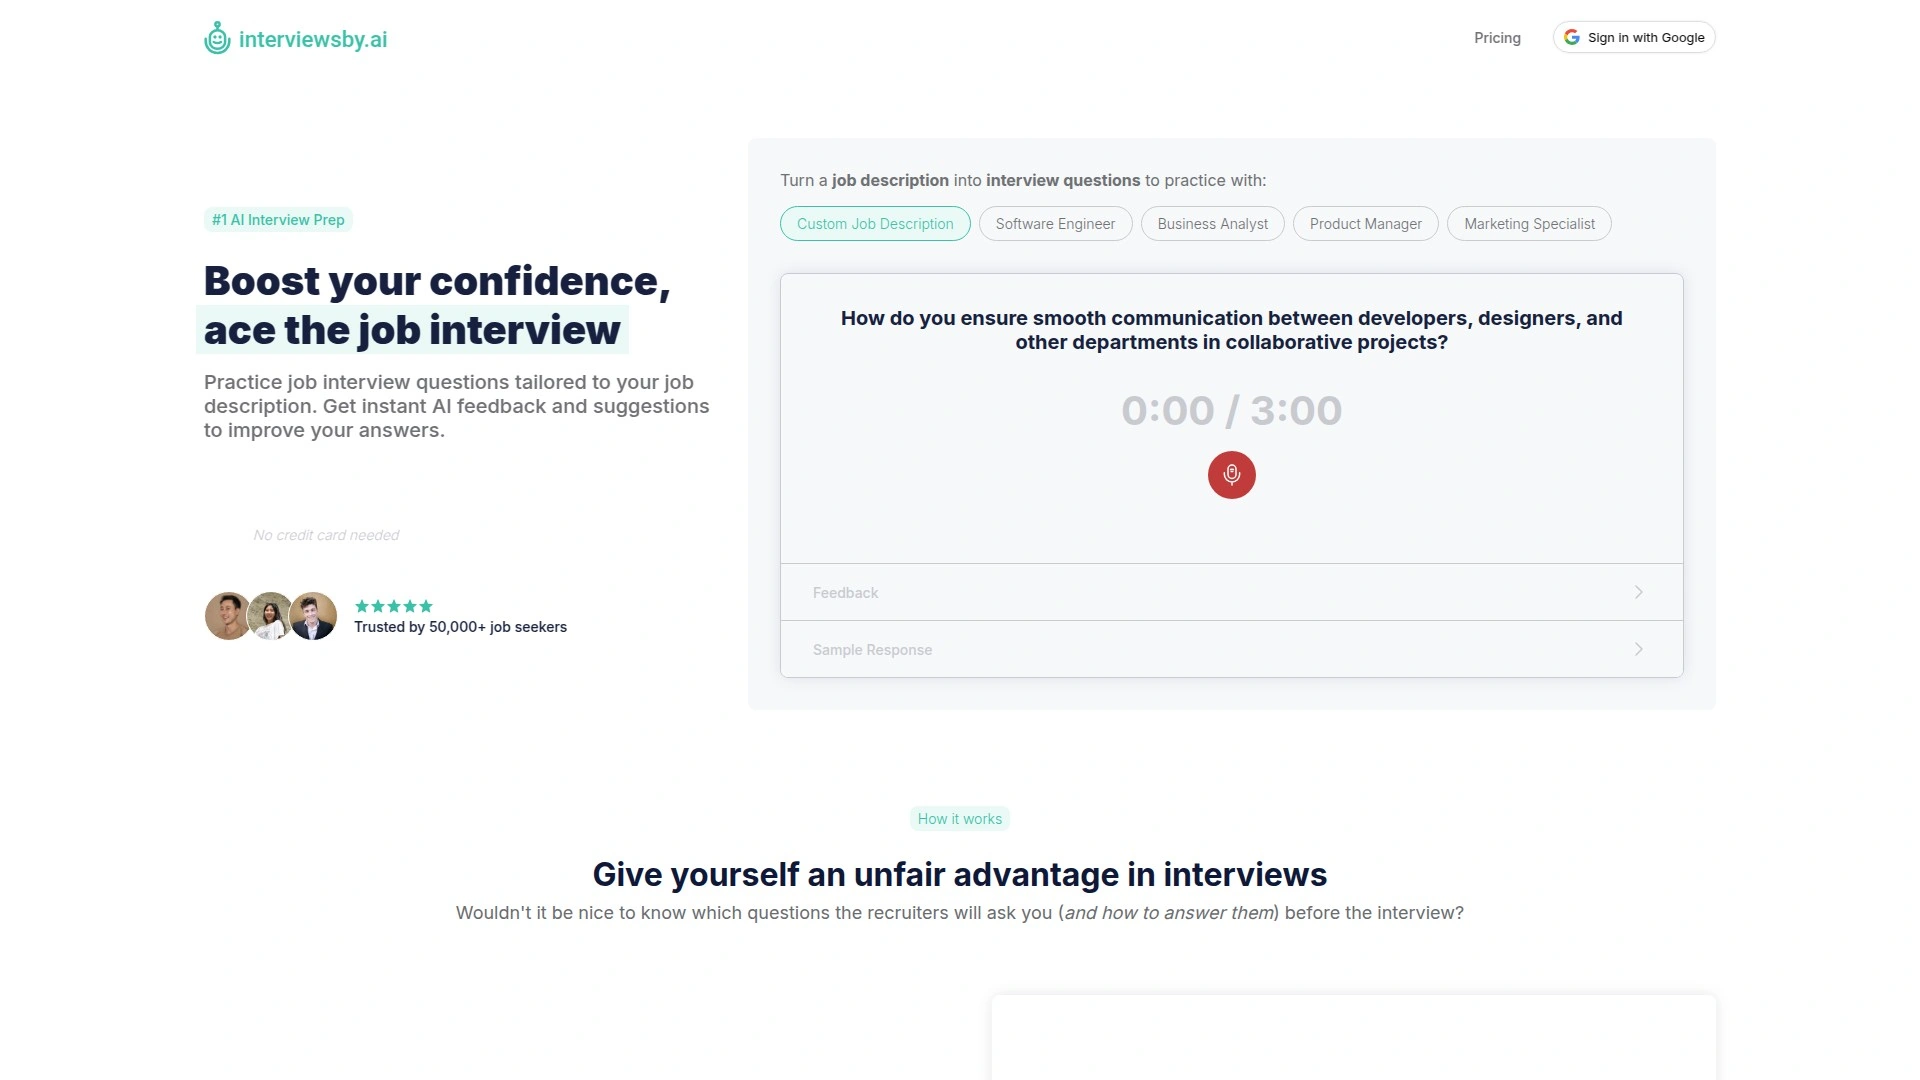 interviewsby.ai
Pricing
Sign in with Google
#1 AI Interview Prep
Boost your confidence,
ace the job interview
Practice job interview questions tailored to your job
description. Get instant AI feedback and suggestions
to improve your answers.
No credit card needed
Trusted by 50,000+ job seekers
Turn a job description into interview questions to practice with:
Custom Job Description
Software Engineer
Business Analyst
Product Manager
Marketing Specialist
How do you ensure smooth communication between developers, designers, and
other departments in collaborative projects?
0:00 / 3:00
Feedback
Sample Response
How it works
Give yourself an unfair advantage in interviews
Wouldn't it be nice to know which questions the recruiters will ask you (and how to answer them) before the interview?